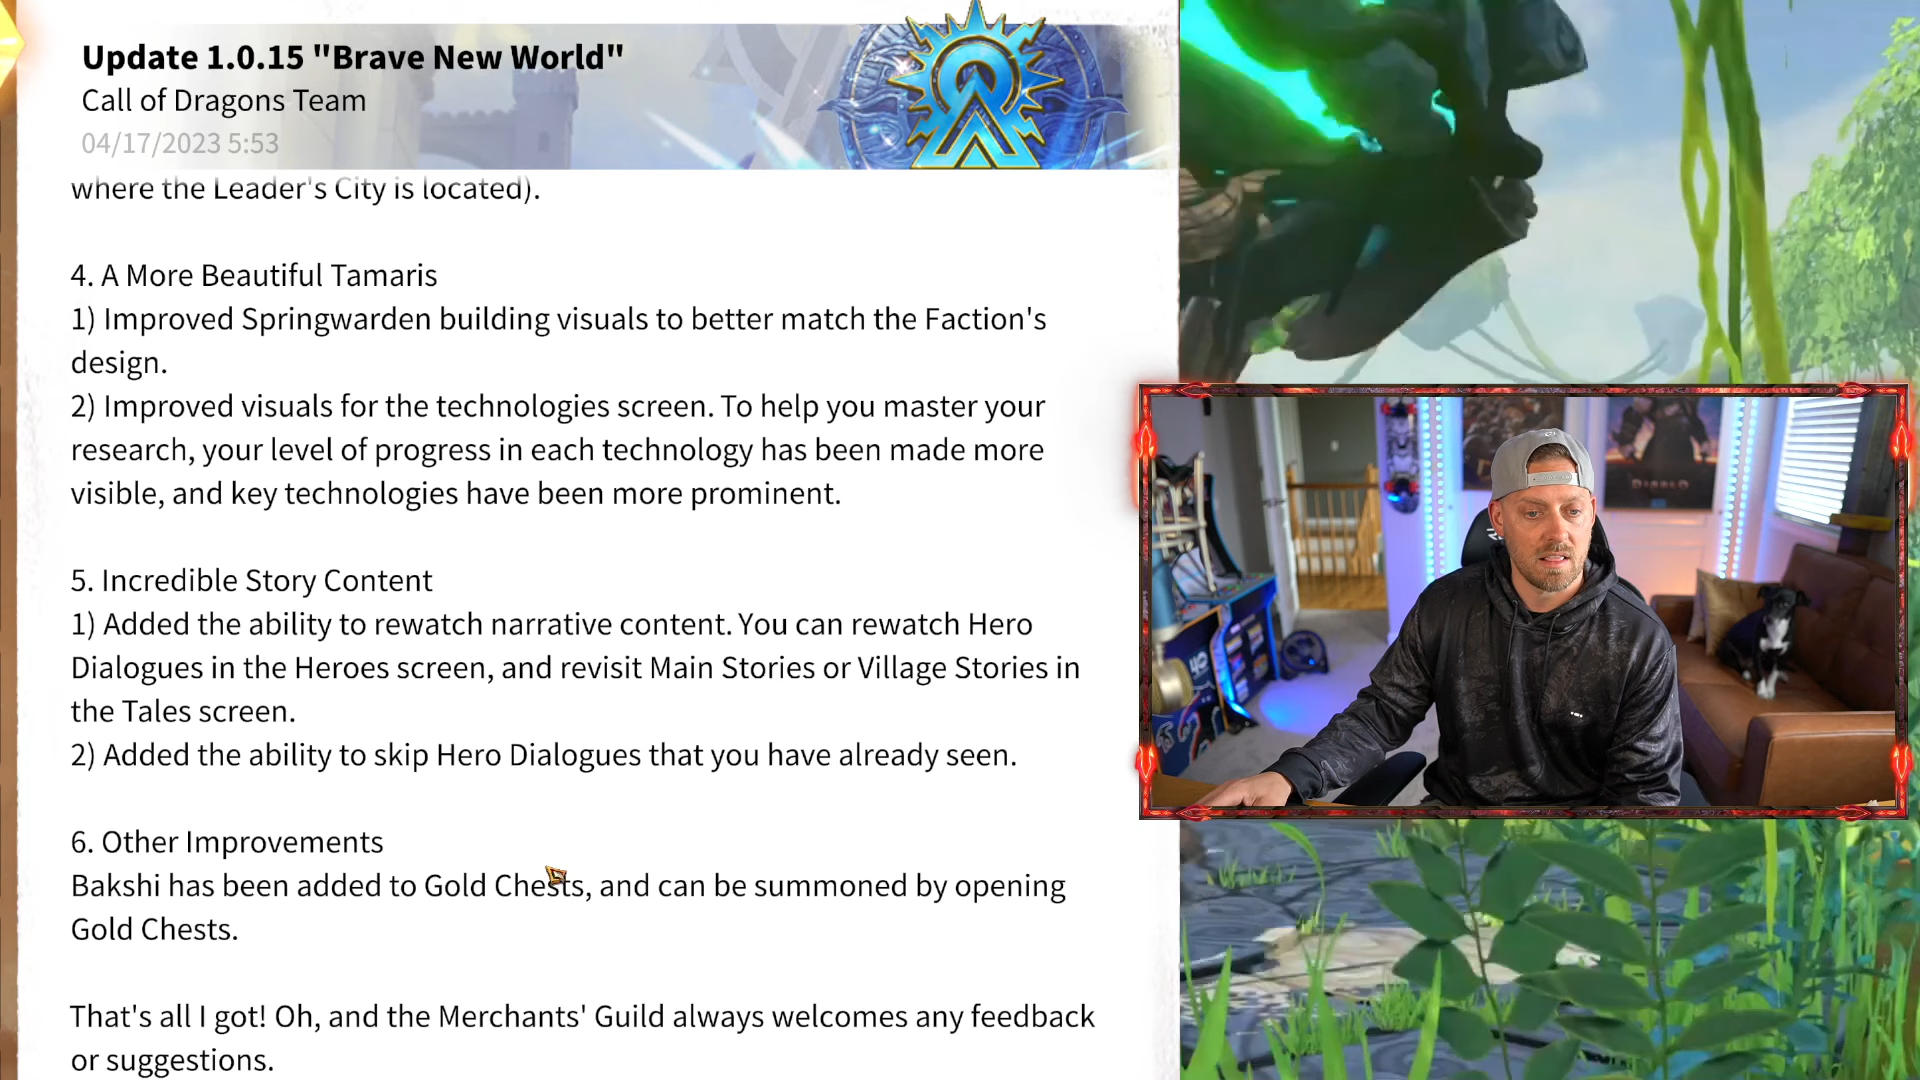 Update 1.0.15 "Brave New World"
Call of Dragons Team
04/17/2023 5:53
where the Leader's City is located).
4. A More Beautiful Tamaris
1) Improved Springwarden building visuals to better match the Faction's
design.
2) Improved visuals for the technologies screen. To help you master your
research, your level of progress in each technology has been made more
visible, and key technologies have been more prominent.
5. Incredible Story Content
1) Added the ability to rewatch narrative content. You can rewatch Hero
Dialogues in the Heroes screen, and revisit Main Stories or Village Stories in
the Tales screen.
2) Added the ability to skip Hero Dialogues that you have already seen.
6. Other Improvements
Bakshi has been added to Gold Chests, and can be summoned by opening
Gold Chests.
That's all I got! Oh, and the Merchants' Guild always welcomes any feedback
or suggestions.
DIABLO